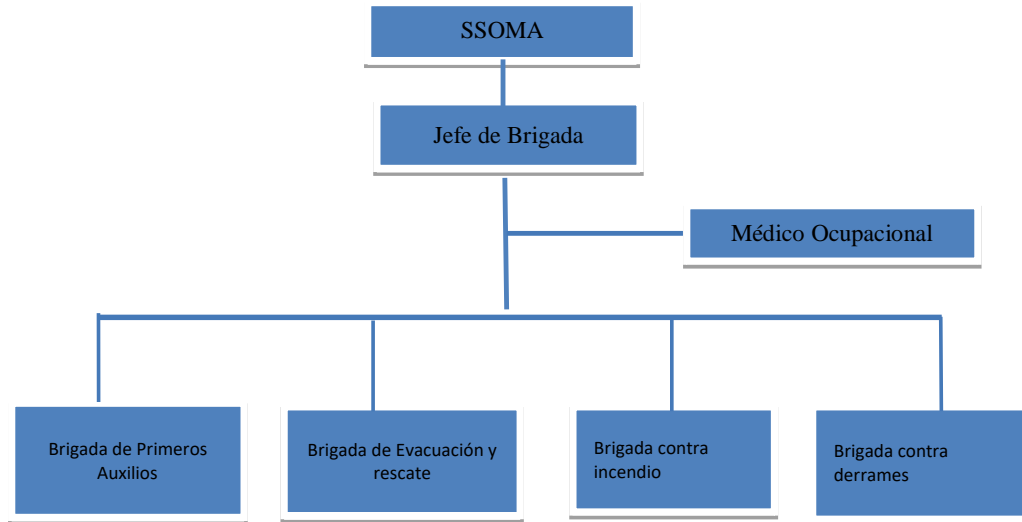 SSOMA
Jefe de Brigada
Médico Ocupacional
Brigada de Primeros
Auxilios
Brigada de Evacuación y
rescate
Brigada contra
incendio
Brigada contra
derrames